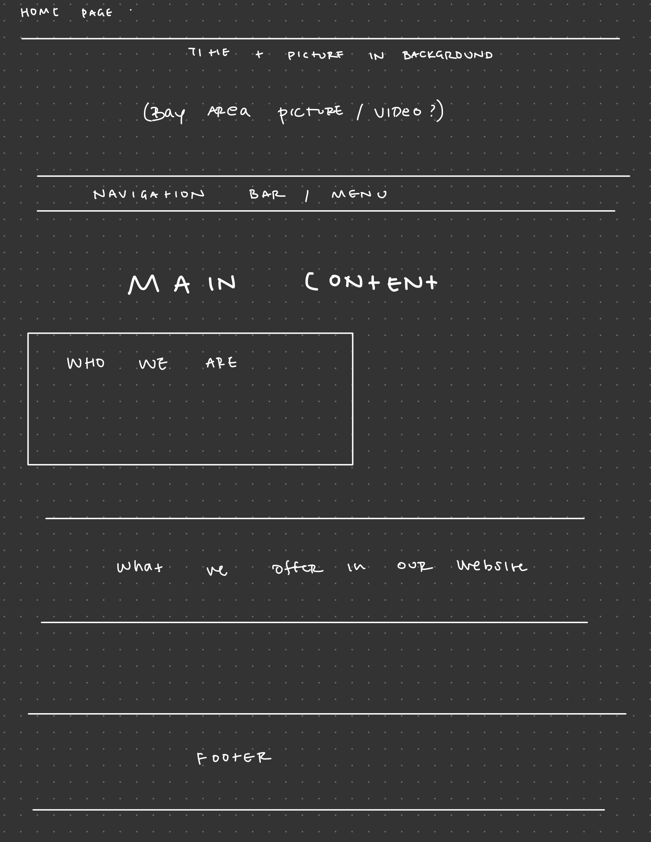 HOME PAGE
TITLE + PICTURE IN BACKGROUND
(Bay AREA PICTURE / VIDEO?)
NAVIGATION BAR / MENU
MAIN CONTENT
WHO WE ARE
What we offer in our website
FOOTER